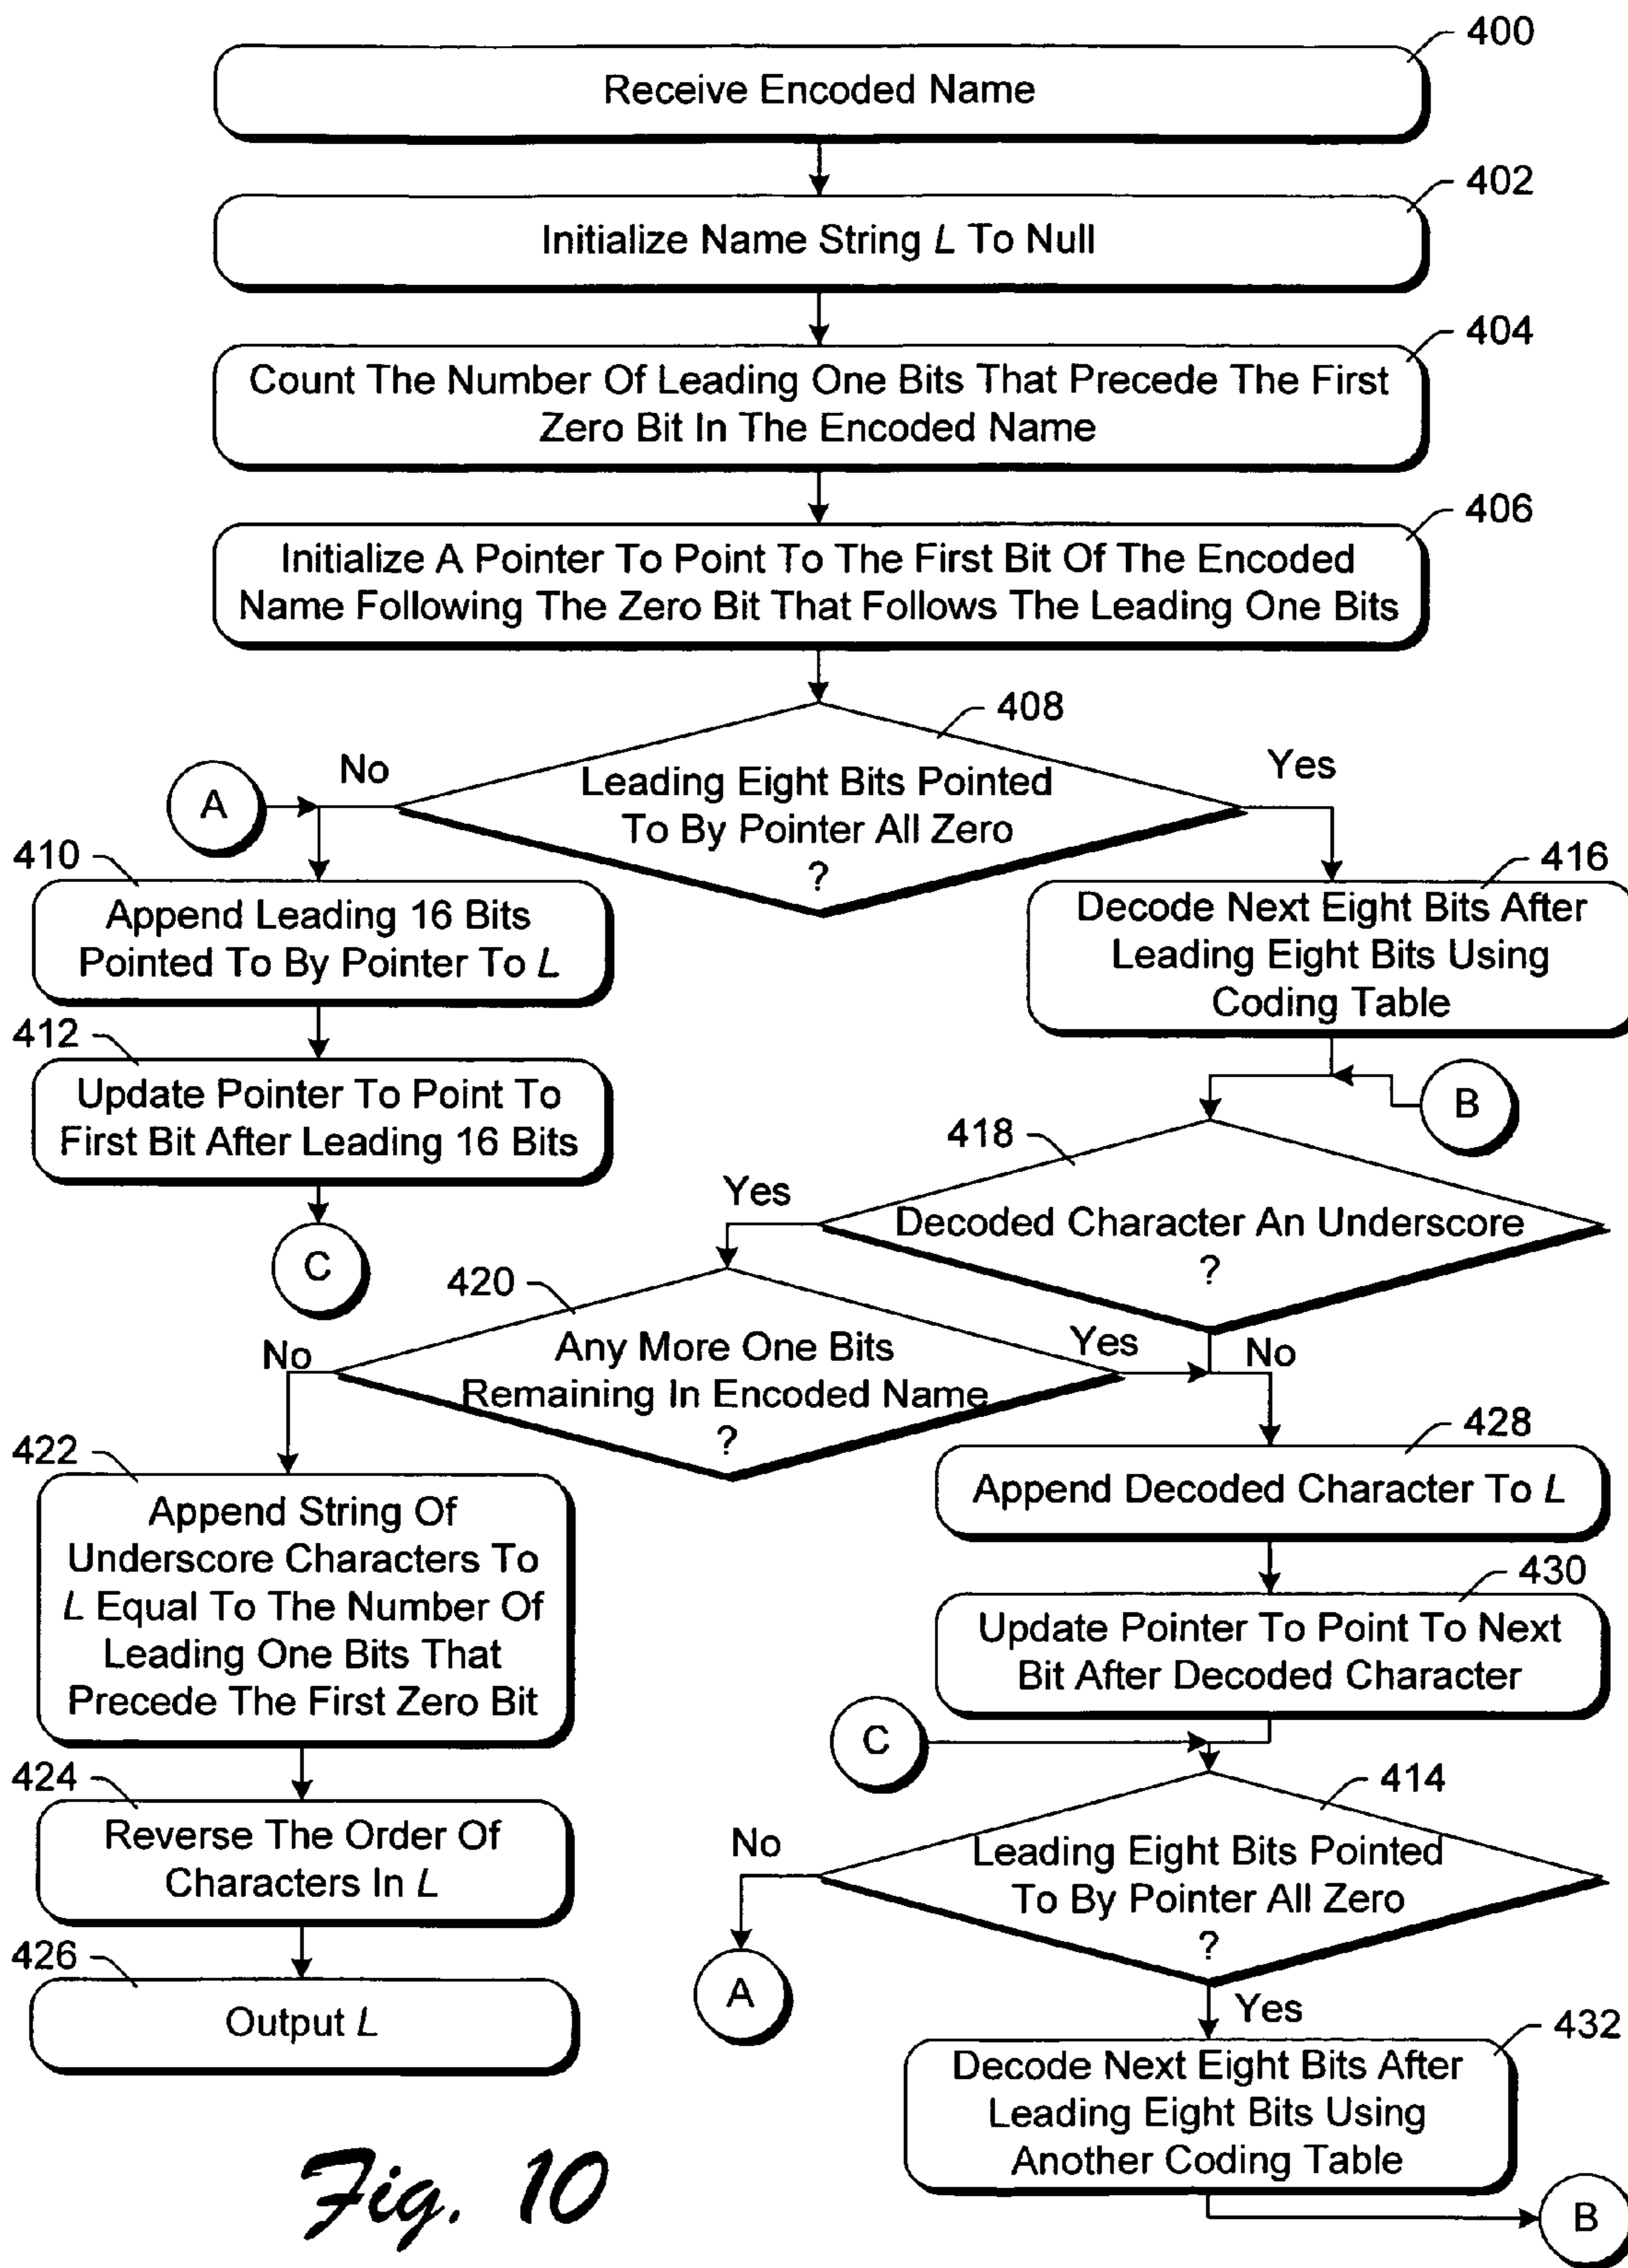 400
Receive Encoded Name
402
Initialize Name String L To Null
404
Count The Number Of Leading One Bits That Precede The First
Zero Bit In The Encoded Name
406
Initialize A Pointer To Point To The First Bit Of The Encoded
Name Following The Zero Bit That Follows The Leading One Bits
408
No
Yes
Leading Eight Bits Pointed
To By Pointer All Zero
?
A
410
Append Leading 16 Bits
Pointed To By Pointer To L
416
Decode Next Eight Bits After
Leading Eight Bits Using
Coding Table
412
Update Pointer To Point To
First Bit After Leading 16 Bits
C
B
418
Yes
Decoded Character An Underscore
?
No
420
No
Any More One Bits
Remaining In Encoded Name
?
Yes
422
Append String Of
Underscore Characters To
L Equal To The Number Of
Leading One Bits That
Precede The First Zero Bit
428
Append Decoded Character To L
430
Update Pointer To Point To Next
Bit After Decoded Character
C
424
Reverse The Order Of
Characters In L
414
No
Leading Eight Bits Pointed
To By Pointer All Zero
?
A
Yes
426
Output L
432
Decode Next Eight Bits After
Leading Eight Bits Using
Another Coding Table
B
Fig. 10